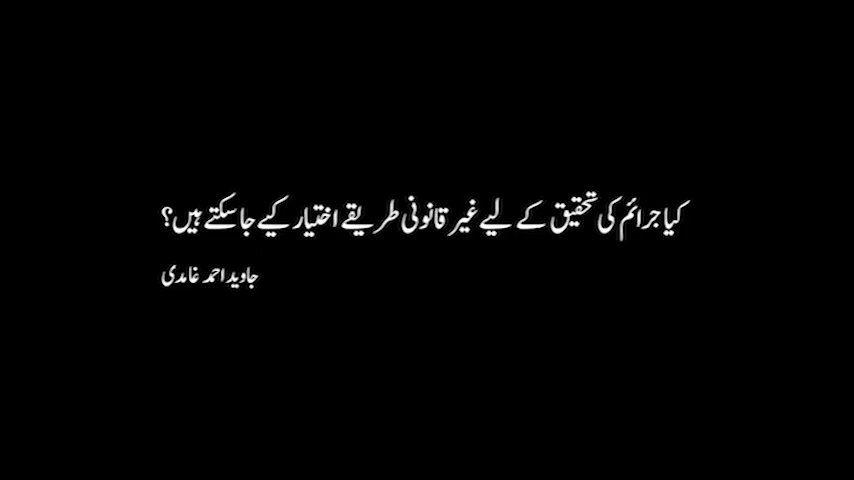 کیا جرائم کی تحقیق کے لیے غیر قانونی طریقے اختیار کیے جا سکتے ہیں؟
جاوید احمد غامدی